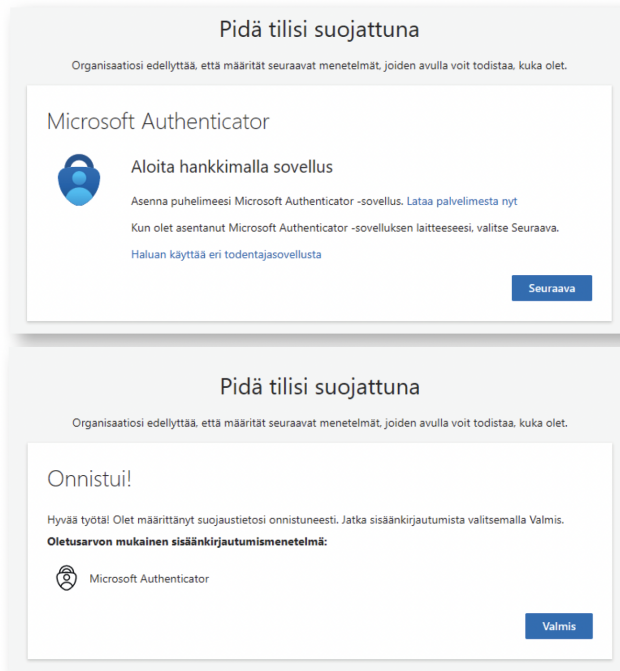 Pidä tilisi suojattuna
Organisaatiosi edellyttää, että määrität seuraavat menetelmät, joiden avulla voit todistaa, kuka olet.
Microsoft Authenticator
Aloita hankkimalla sovellus
Asenna puhelimeesi Microsoft Authenticator -sovellus. Lataa palvelimesta nyt
Kun olet asentanut Microsoft Authenticator -sovelluksen laitteeseesi, valitse Seuraava.
Haluan käyttää eri todentajasovellusta
Seuraava
Pidä tilisi suojattuna
Organisaatiosi edellyttää, että määrität seuraavat menetelmät, joiden avulla voit todistaa, kuka olet.
Onnistui!
Hyvää työtä! Olet määrittänyt suojaustietosi onnistuneesti. Jatka sisäänkirjautumista valitsemalla Valmis.
Oletusarvon mukainen sisäänkirjautumismenetelmä:
Microsoft Authenticator
Valmis